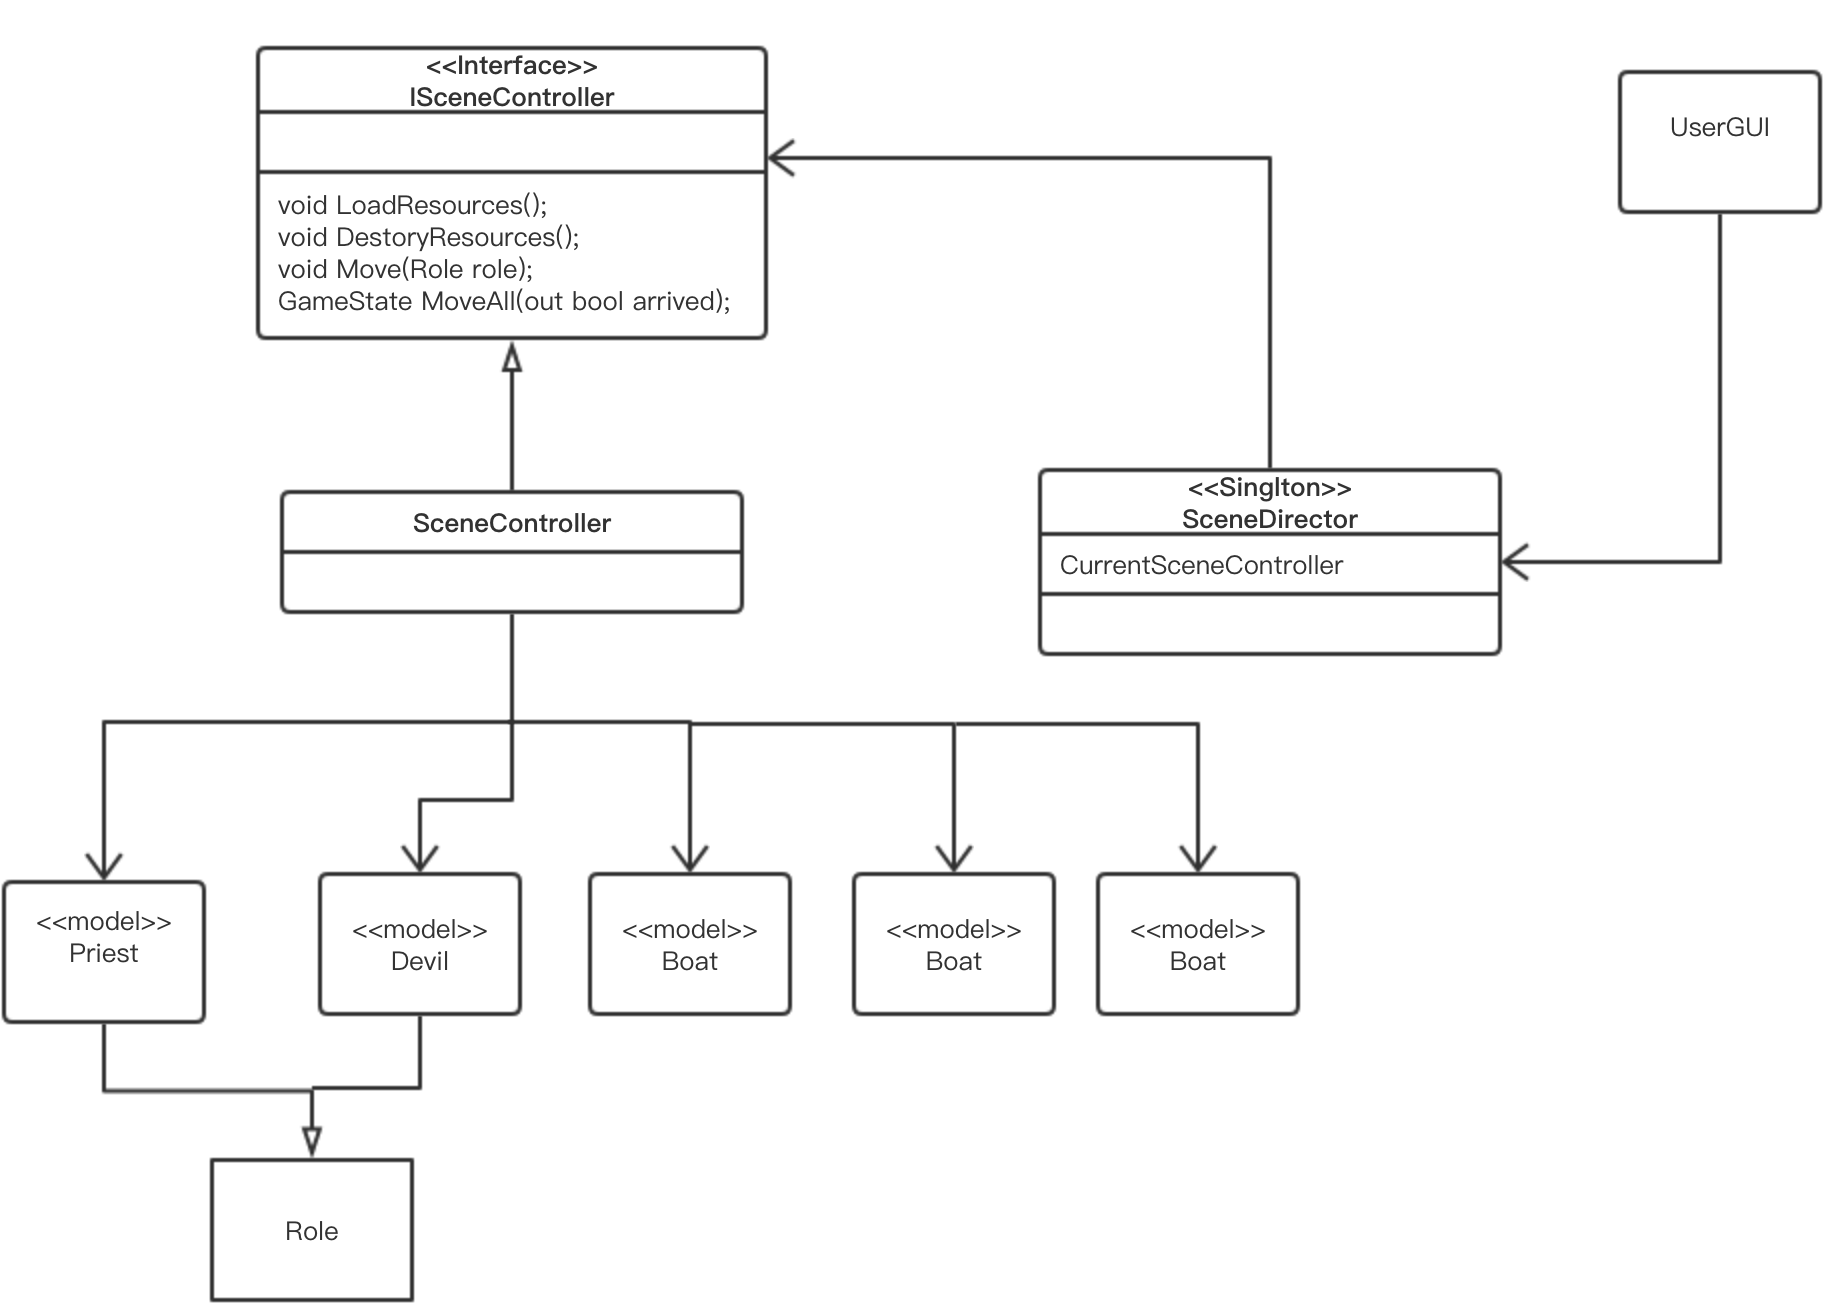 <<Interface>>
ISceneController
void LoadResources();
void DestoryResources();
void Move(Role role);
GameState MoveAll(out bool arrived);
UserGUI
SceneController
<<Singlton>>
SceneDirector
CurrentSceneController
<<model>>
Priest
<<model>>
Devil
<<model>>
Boat
<<model>>
Boat
<<model>>
Boat
Role